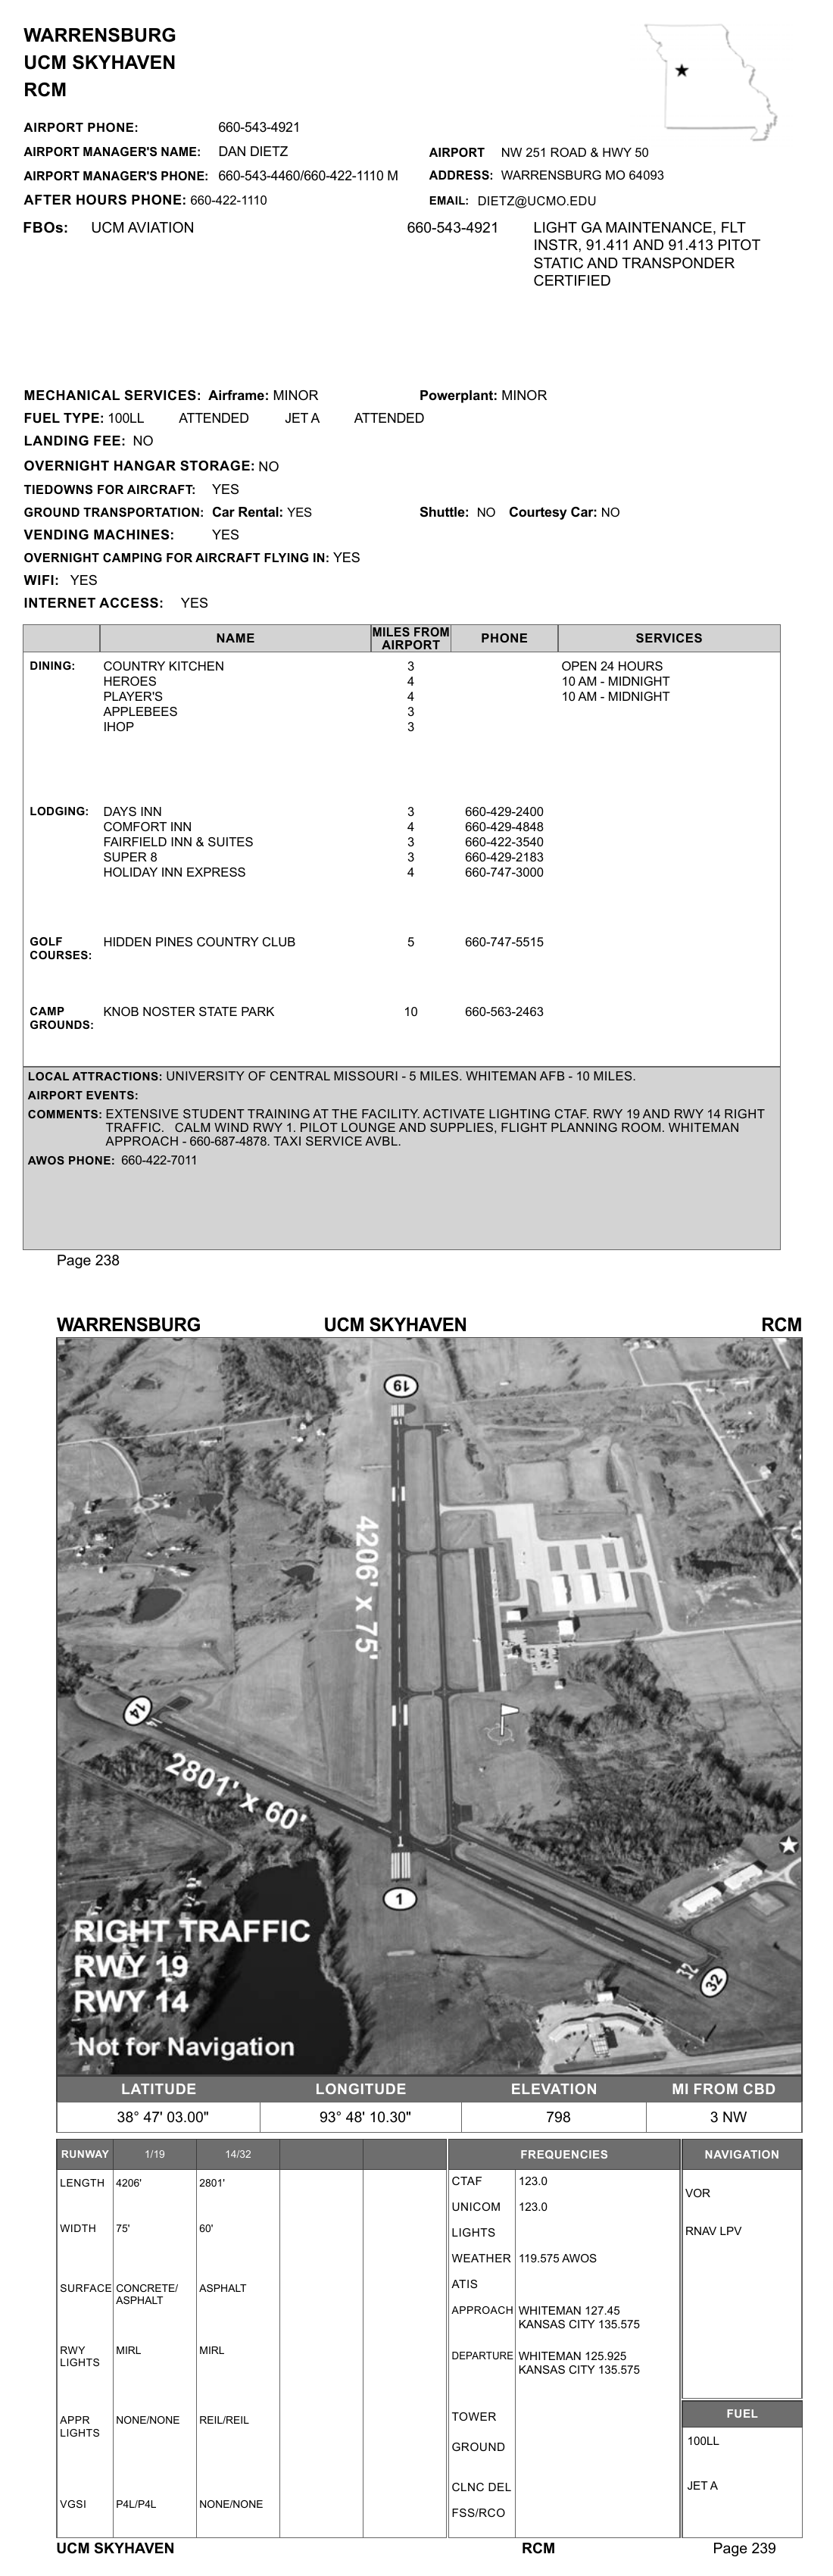 WARRENSBURG
UCM SKYHAVEN
RCM
AIRPORT PHONE: 660-543-4921
AIRPORT MANAGER'S NAME: DAN DIETZ
AIRPORT NW 251 ROAD & HWY 50
AIRPORT MANAGER'S PHONE: 660-543-4460/660-422-1110 M
ADDRESS: WARRENSBURG MO 64093
AFTER HOURS PHONE: 660-422-1110
EMAIL: DIETZ@UCMO.EDU
FBOs: UCM AVIATION 660-543-4921 LIGHT GA MAINTENANCE, FLT
INSTR, 91.411 AND 91.413 PITOT
STATIC AND TRANSPONDER
CERTIFIED
MECHANICAL SERVICES: Airframe: MINOR Powerplant: MINOR
FUEL TYPE: 100LL ATTENDED JET A ATTENDED
LANDING FEE: NO
OVERNIGHT HANGAR STORAGE: NO
TIEDOWNS FOR AIRCRAFT: YES
GROUND TRANSPORTATION: Car Rental: YES Shuttle: NO Courtesy Car: NO
VENDING MACHINES: YES
OVERNIGHT CAMPING FOR AIRCRAFT FLYING IN: YES
WIFI: YES
INTERNET ACCESS: YES
NAME MILES FROM AIRPORT PHONE SERVICES
DINING: COUNTRY KITCHEN 3 OPEN 24 HOURS
HEROES 4 10 AM - MIDNIGHT
PLAYER'S 4 10 AM - MIDNIGHT
APPLEBEES 3
IHOP 3
LODGING: DAYS INN 3 660-429-2400
COMFORT INN 4 660-429-4848
FAIRFIELD INN & SUITES 3 660-422-3540
SUPER 8 3 660-429-2183
HOLIDAY INN EXPRESS 4 660-747-3000
GOLF COURSES: HIDDEN PINES COUNTRY CLUB 5 660-747-5515
CAMP GROUNDS: KNOB NOSTER STATE PARK 10 660-563-2463
LOCAL ATTRACTIONS: UNIVERSITY OF CENTRAL MISSOURI - 5 MILES. WHITEMAN AFB - 10 MILES.
AIRPORT EVENTS:
COMMENTS: EXTENSIVE STUDENT TRAINING AT THE FACILITY. ACTIVATE LIGHTING CTAF. RWY 19 AND RWY 14 RIGHT
TRAFFIC. CALM WIND RWY 1. PILOT LOUNGE AND SUPPLIES, FLIGHT PLANNING ROOM. WHITEMAN
APPROACH - 660-687-4878. TAXI SERVICE AVBL.
AWOS PHONE: 660-422-7011
Page 238
WARRENSBURG UCM SKYHAVEN RCM
19
19
4206' x 75'
14
2801' x 60'
1
1
32
32
RIGHT TRAFFIC
RWY 19
RWY 14
Not for Navigation
LATITUDE LONGITUDE ELEVATION MI FROM CBD
38° 47' 03.00" 93° 48' 10.30" 798 3 NW
RUNWAY 1/19 14/32
LENGTH 4206' 2801'
WIDTH 75' 60'
SURFACE CONCRETE/ ASPHALT
ASPHALT
RWY MIRL MIRL
LIGHTS
APPR NONE/NONE REIL/REIL
LIGHTS
VGSI P4L/P4L NONE/NONE
FREQUENCIES
CTAF 123.0
UNICOM 123.0
LIGHTS
WEATHER 119.575 AWOS
ATIS
APPROACH WHITEMAN 127.45
KANSAS CITY 135.575
DEPARTURE WHITEMAN 125.925
KANSAS CITY 135.575
TOWER
GROUND
CLNC DEL
FSS/RCO
NAVIGATION
VOR
RNAV LPV
FUEL
100LL
JET A
UCM SKYHAVEN RCM Page 239